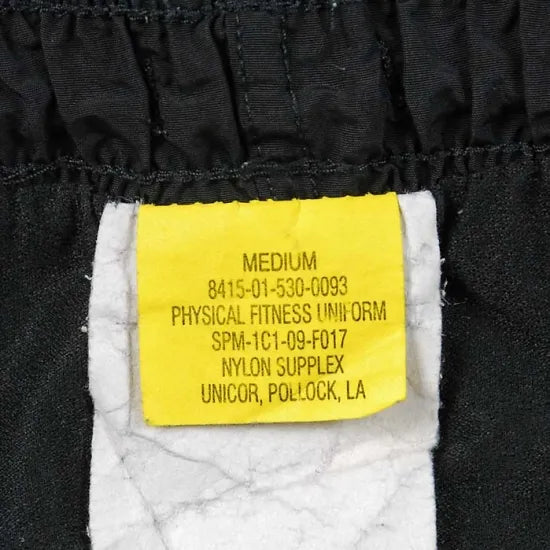 MEDIUM
8415-01-530-0093
PHYSICAL FITNESS UNIFORM
SPM-1C1-09-F017
NYLON SUPPLEX
UNICOR, POLLOCK, LA